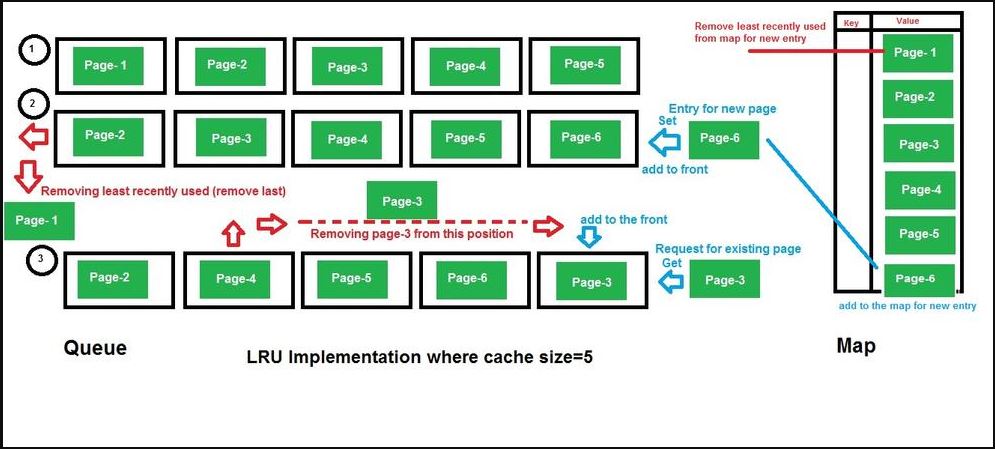 1
Page- 1
Page-2
Page-3
Page-4
Page-5
2
Page-2
Page-3
Page-4
Page-5
Page-6
Entry for new page
Set
Page-6
add to front
Removing least recently used (remove last)
Page- 1
Page-3
Removing page-3 from this position
add to the front
3
Page-2
Page-4
Page-5
Page-6
Page-3
Request for existing page
Get
Page-3
Queue
LRU Implementation where cache size=5
Remove least recently used
from map for new entry
Key
Value
Page- 1
Page-2
Page-3
Page-4
Page-5
Page-6
add to the map for new entry
Map